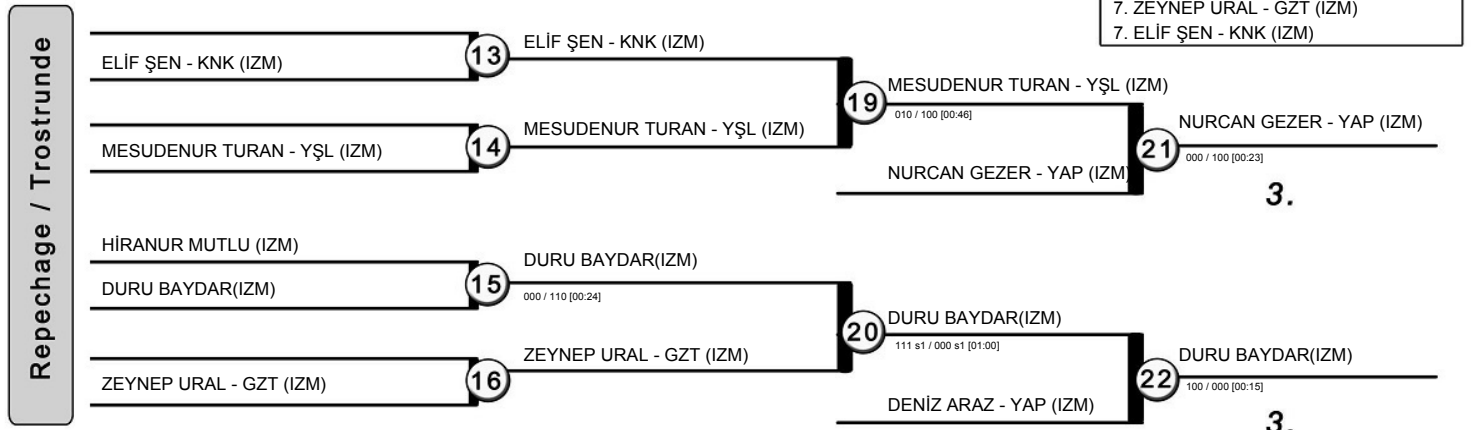 7. ZEYNEP URAL - GZT (IZM)
7. ELİF ŞEN - KNK (IZM)
Repechage / Trostrunde
ELİF ŞEN - KNK (IZM)
13
ELİF ŞEN - KNK (IZM)
MESUDENUR TURAN - YŞL (IZM)
14
MESUDENUR TURAN - YŞL (IZM)
19
MESUDENUR TURAN - YŞL (IZM)
010 / 100 [00:46]
NURCAN GEZER - YAP (IZM)
21
NURCAN GEZER - YAP (IZM)
000 / 100 [00:23]
3.
HİRANUR MUTLU (IZM)
DURU BAYDAR(IZM)
15
DURU BAYDAR(IZM)
000 / 110 [00:24]
ZEYNEP URAL - GZT (IZM)
16
ZEYNEP URAL - GZT (IZM)
20
DURU BAYDAR(IZM)
111 s1 / 000 s1 [01:00]
DENİZ ARAZ - YAP (IZM)
22
DURU BAYDAR(IZM)
100 / 000 [00:15]
3.